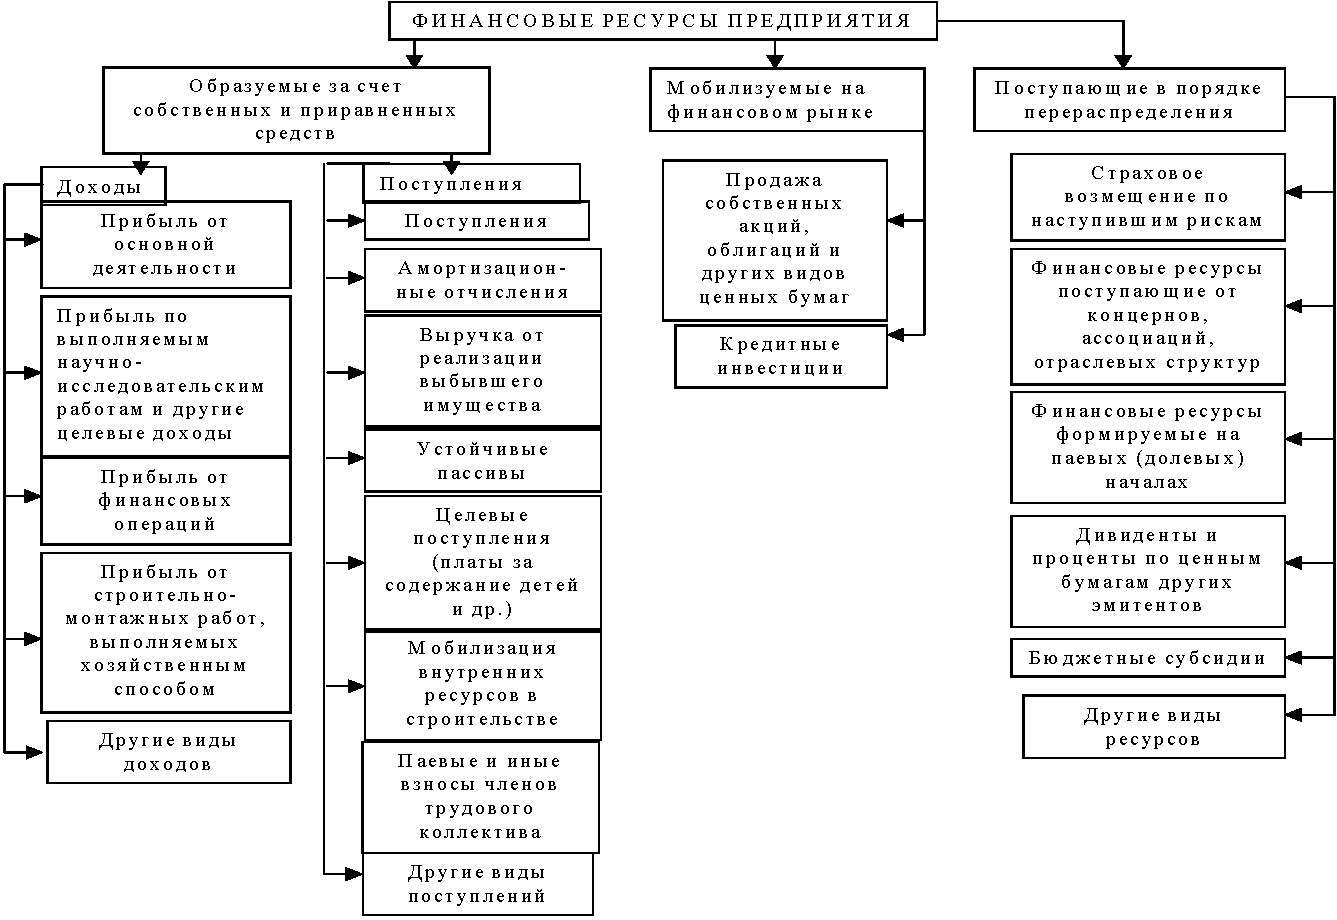 ФИНАНСОВЫЕ РЕСУРСЫ ПРЕДПРИЯТИЯ
Образуемые за счет
собственных и приравненных
средств
Мобилизуемые на
финансовом рынке
Поступающие в порядке
перераспределения
Доходы
Прибыль от
основной
деятельности
Прибыль по
выполняемым
научно-
исследовательским
работам и другие
целевые доходы
Прибыль от
финансовых
операций
Прибыль от
строительно-
монтажных работ,
выполняемых
хозяйственным
способом
Другие виды
доходов
Поступления
Поступления
Амортизацион-
ные отчисления
Выручка от
реализации
выбывшего
имущества
Устойчивые
пассивы
Целевые
поступления
(платы за
содержание детей
и др.)
Мобилизация
внутренних
ресурсов в
строительстве
Паевые и иные
взносы членов
трудового
коллектива
Другие виды
поступлений
Продажа
собственных
акций,
облигаций и
других видов
ценных бумаг
Кредитные
инвестиции
Страховое
возмещение по
наступившим рискам
Финансовые ресурсы
поступающие от
концернов,
ассоциаций,
отраслевых структур
Финансовые ресурсы
формируемые на
паевых (долевых)
началах
Дивиденты и
проценты по ценным
бумагам других
эмитентов
Бюджетные субсидии
Другие виды
ресурсов